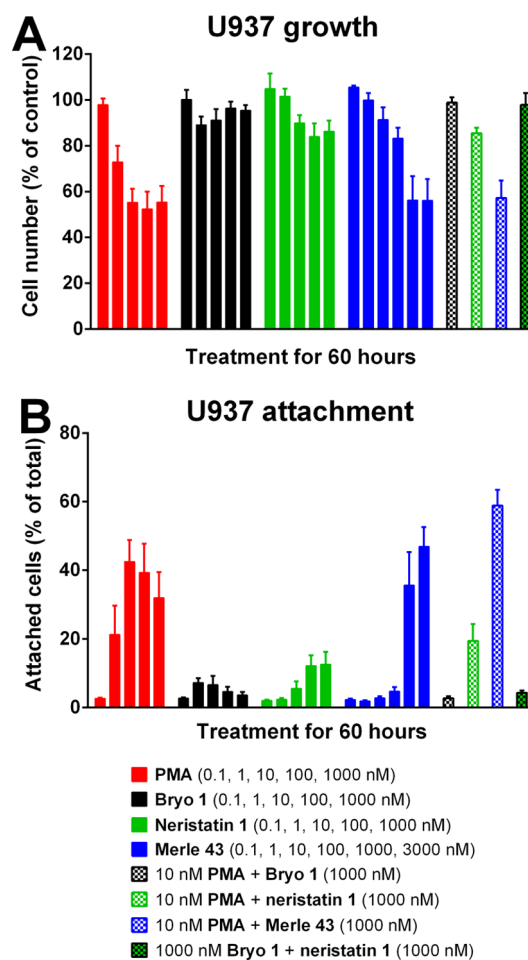 A
U937 growth
Cell number (% of control)
120
100
80
60
40
20
0
Treatment for 60 hours
B
U937 attachment
Attached cells (% of total)
80
60
40
20
0
Treatment for 60 hours
PMA (0.1, 1, 10, 100, 1000 nM)
Bryo 1 (0.1, 1, 10, 100, 1000 nM)
Neristatin 1 (0.1, 1, 10, 100, 1000 nM)
Merle 43 (0.1, 1, 10, 100, 1000, 3000 nM)
10 nM PMA + Bryo 1 (1000 nM)
10 nM PMA + neristatin 1 (1000 nM)
10 nM PMA + Merle 43 (1000 nM)
1000 nM Bryo 1 + neristatin 1 (1000 nM)